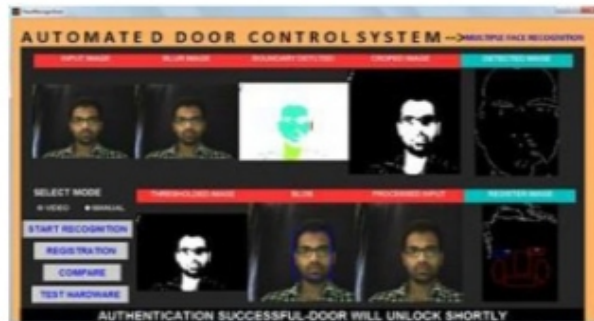 AUTOMATED DOOR CONTROL SYSTEM-->MULTIPLE FACE RECOGNITION
INPUT IMAGE BLUR IMAGE BOUNDARY DETCTED CROPED IMAGE DETECTED IMAGE
SELECT MODE
VIDEO MANUAL
THRESHOLDED IMAGE BLOB PROCESSED INPUT REGISTER IMAGE
START RECOGNITION
REGISTRATION
COMPARE
TEST HARDWARE
AUTHENTICATION SUCCESSFUL-DOOR WILL UNLOCK SHORTLY